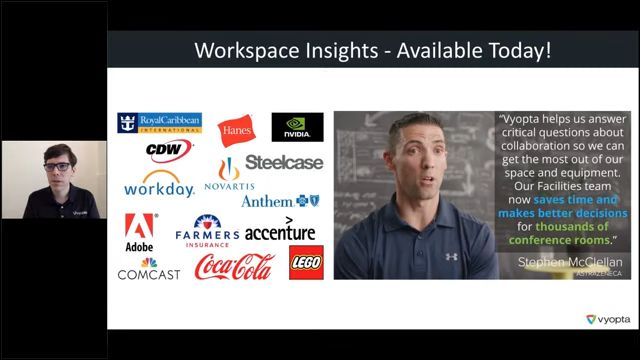 Workspace Insights - Available Today!
RoyalCaribbean
INTERNATIONAL
Hanes
NVIDIA.
CDW
Steelcase
workday.
NOVARTIS
Anthem
Adobe
FARMERS
INSURANCE
accenture
COMCAST
Coca-Cola
LEGO
“Vyopta helps us answer
critical questions about
collaboration so we can
get the most out of our
space and equipment.
Our Facilities team
now saves time and
makes better decisions
for thousands of
conference rooms.”
Stephen McClellan
ASTRAZENECA
vyopta